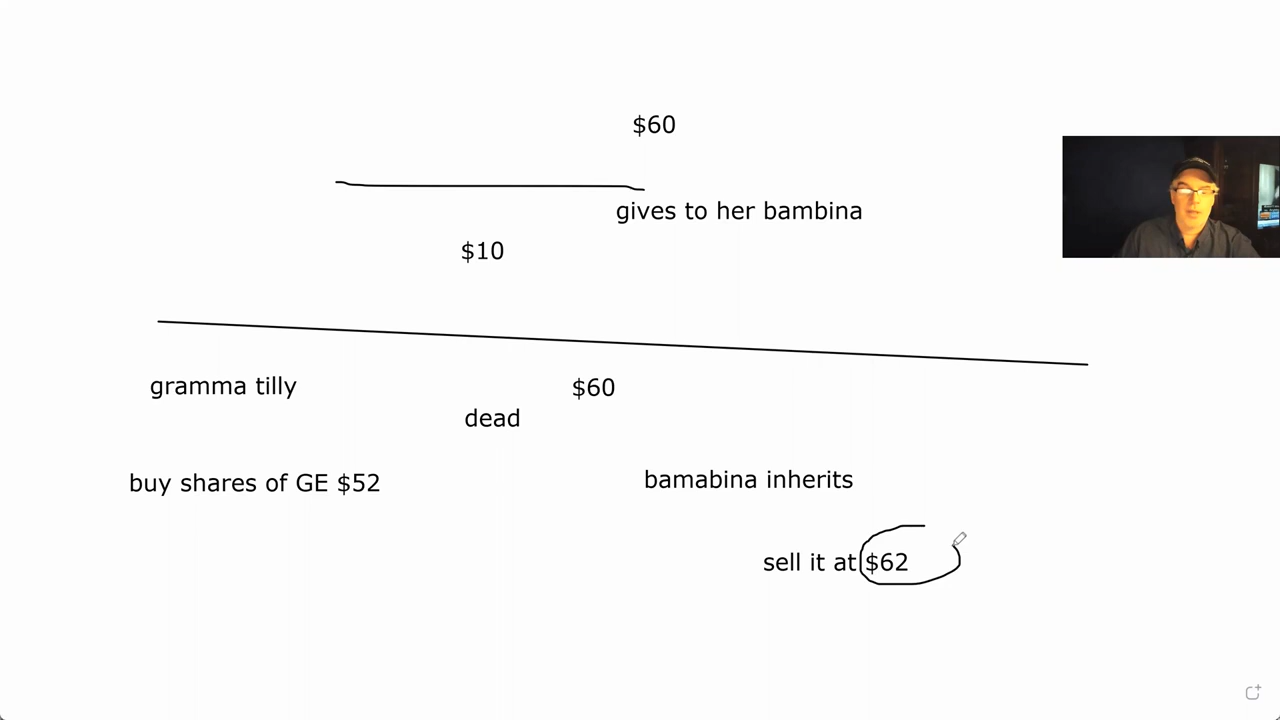 $60
gives to her bambina
$10
gramma tilly
$60
dead
buy shares of GE $52
bamabina inherits
sell it at $62